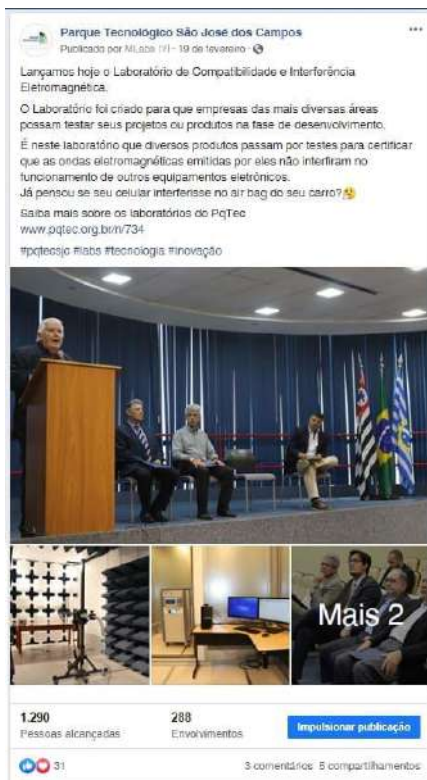 Parque Tecnológico São José dos Campos
Publicada por MLabs · 19 de fevereiro ·
Lançamos hoje o Laboratório de Compatibilidade e Interferência
Eletromagnética.
O Laboratório foi criado para que empresas das mais diversas áreas
possam testar seus projetos ou produtos na fase de desenvolvimento.
É neste laboratório que diversos produtos passam por testes para certificar
que as ondas eletromagnéticas emitidas por eles não interfiram no
funcionamento de outros equipamentos eletrônicos.
Já pensou se seu celular interferisse no air bag do seu carro?
Saiba mais sobre os laboratórios do PqTec
www.pqtec.org.br/n/734
#pqtecsjc #labs #tecnologia #inovação
Mais 2
1.290
Pessoas alcançadas
288
Envolvimentos
Impulsionar publicação
31
3 comentários 5 compartilhamentos